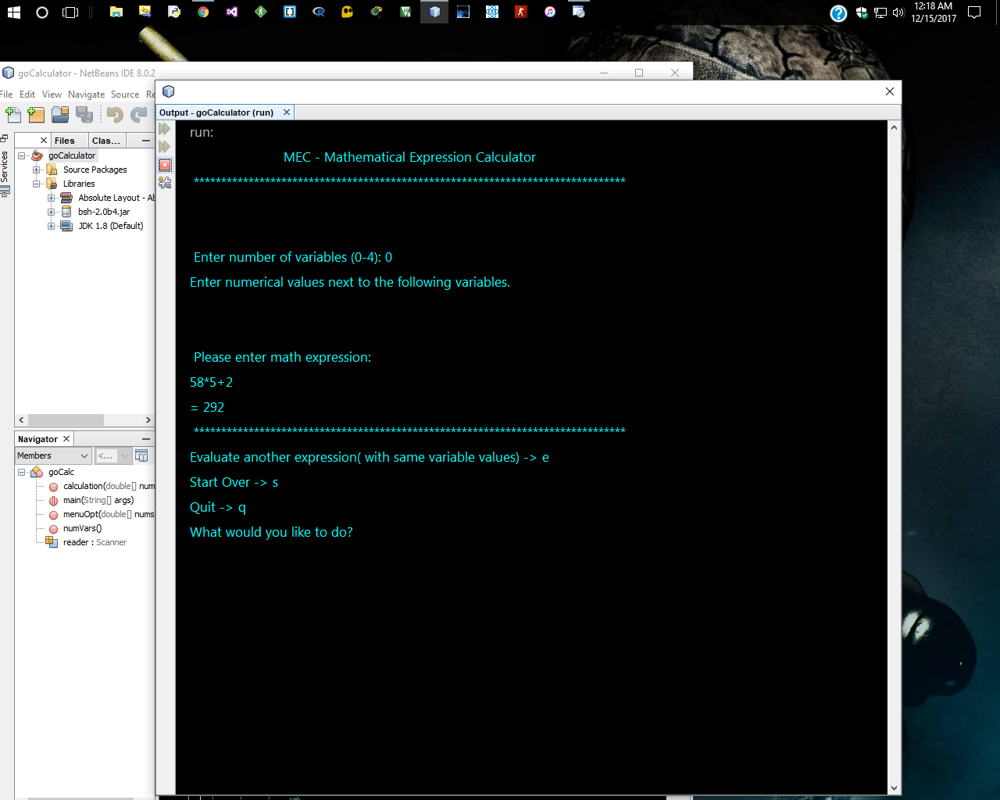 12:18 AM
12/15/2017
goCalculator - NetBeans IDE 8.0.2
File Edit View Navigate Source
Output - goCalculator (run)
Files Clas...
Services
goCalculator
Source Packages
Libraries
Absolute Layout - Ab
bsh-2.0b4.jar
JDK 1.8 (Default)
run:
MEC - Mathematical Expression Calculator
*******************************************************************************
Enter number of variables (0-4): 0
Enter numerical values next to the following variables.
Please enter math expression:
58*5+2
= 292
*******************************************************************************
Evaluate another expression( with same variable values) -> e
Start Over -> s
Quit -> q
What would you like to do?
Navigator
Members <...
goCalc
calculation(double[] num
main(String[] args)
menuOpt(double[] nums
numVars()
reader : Scanner